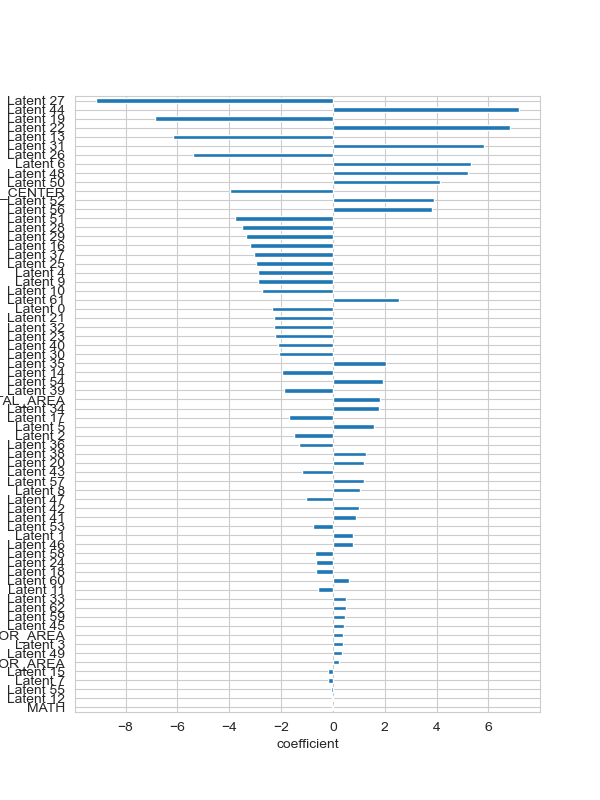 Latent 27
Latent 44
Latent 19
Latent 22
Latent 13
Latent 31
Latent 26
Latent 6
Latent 48
Latent 50
_CENTER
Latent 52
Latent 56
Latent 51
Latent 28
Latent 29
Latent 16
Latent 37
Latent 25
Latent 4
Latent 9
Latent 10
Latent 61
Latent 0
Latent 21
Latent 32
Latent 23
Latent 40
Latent 30
Latent 35
Latent 14
Latent 54
Latent 39
TAL_AREA
Latent 34
Latent 17
Latent 5
Latent 2
Latent 36
Latent 38
Latent 20
Latent 43
Latent 57
Latent 8
Latent 47
Latent 42
Latent 41
Latent 53
Latent 1
Latent 46
Latent 58
Latent 24
Latent 18
Latent 60
Latent 11
Latent 33
Latent 62
Latent 59
Latent 45
OR_AREA
Latent 3
Latent 49
OR_AREA
Latent 15
Latent 7
Latent 55
Latent 12
MATH
−8 −6 −4 −2 0 2 4 6
coefficient